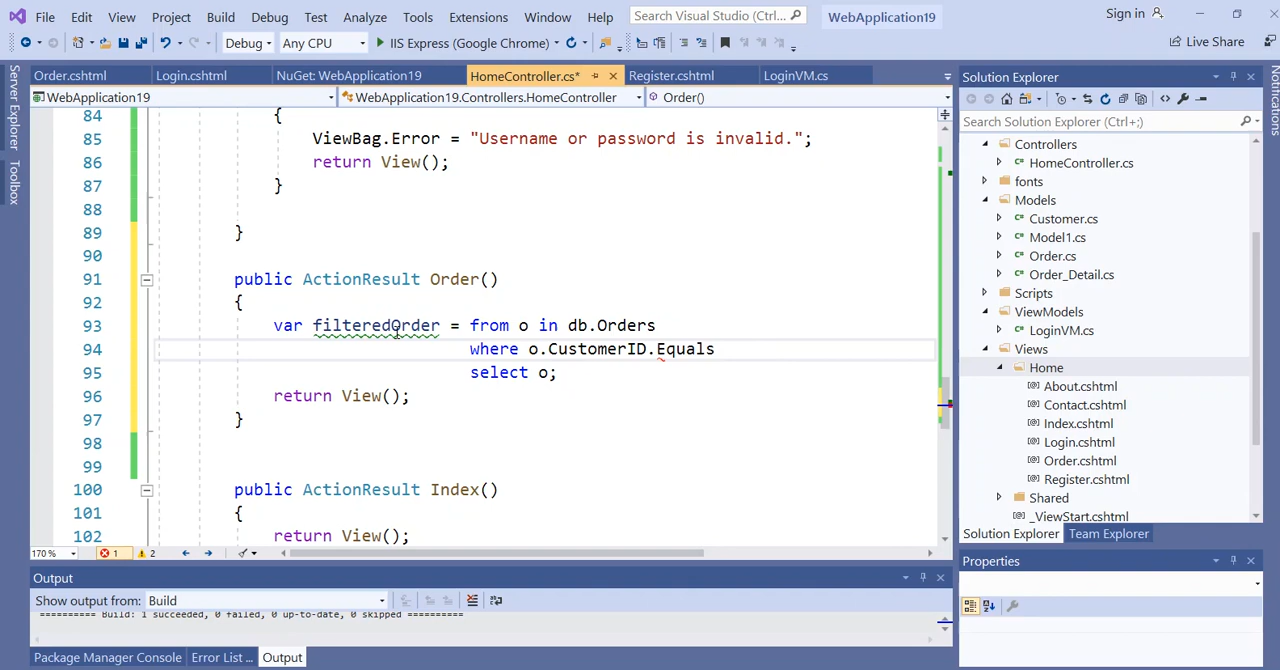 File Edit View Project Build Debug Test Analyze Tools Extensions Window Help Search Visual Studio (Ctrl... WebApplication19 Sign in
Debug Any CPU IIS Express (Google Chrome) Live Share
Server Explorer
Toolbox
Order.cshtml Login.cshtml NuGet: WebApplication19 HomeController.cs* Register.cshtml LoginVM.cs
WebApplication19 WebApplication19.Controllers.HomeController Order()
84 {
85 ViewBag.Error = "Username or password is invalid.";
86 return View();
87 }
88
89 }
90
91 public ActionResult Order()
92 {
93 var filteredOrder = from o in db.Orders
94 where o.CustomerID.Equals
95 select o;
96 return View();
97 }
98
99
100 public ActionResult Index()
101 {
102 return View();
170 % 1 2
Output
Show output from: Build
========== Build: 1 succeeded, 0 failed, 0 up-to-date, 0 skipped ==========
Package Manager Console Error List ... Output
Solution Explorer
Search Solution Explorer (Ctrl+;)
Controllers
HomeController.cs
fonts
Models
Customer.cs
Model1.cs
Order.cs
Order_Detail.cs
Scripts
ViewModels
LoginVM.cs
Views
Home
About.cshtml
Contact.cshtml
Index.cshtml
Login.cshtml
Order.cshtml
Register.cshtml
Shared
_ViewStart.cshtml
Solution Explorer Team Explorer
Properties
Notifications